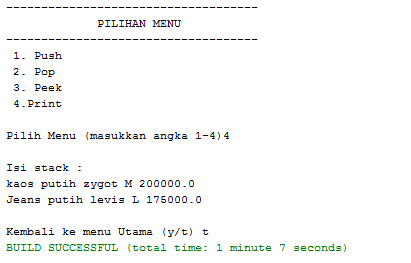 ------------------------------------
PILIHAN MENU
------------------------------------
1. Push
2. Pop
3. Peek
4.Print
Pilih Menu (masukkan angka 1-4)4
Isi stack :
kaos putih zygot M 200000.0
Jeans putih levis L 175000.0
Kembali ke menu Utama (y/t) t
BUILD SUCCESSFUL (total time: 1 minute 7 seconds)